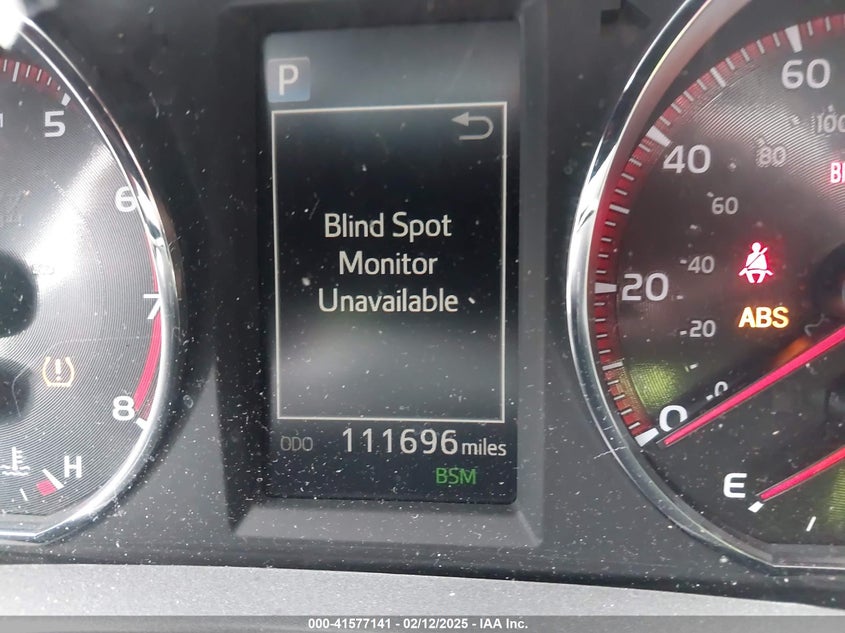 P
5
6
7
8
H
Blind Spot
Monitor
Unavailable
ODO 111696 miles
BSM
60
40
20
0
80
60
40
20
0
ABS
E
000-41577141 - 02/12/2025 - IAA Inc.